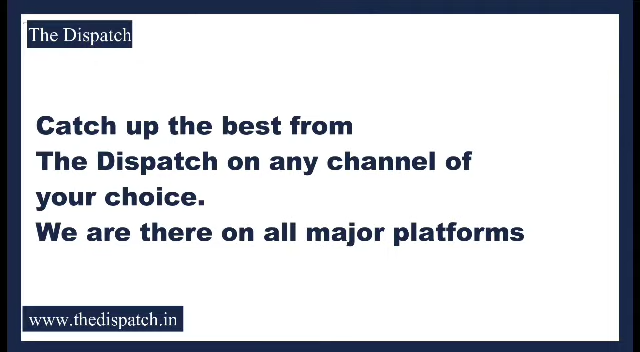 The Dispatch
Catch up the best from
The Dispatch on any channel of
your choice.
We are there on all major platforms
www.thedispatch.in